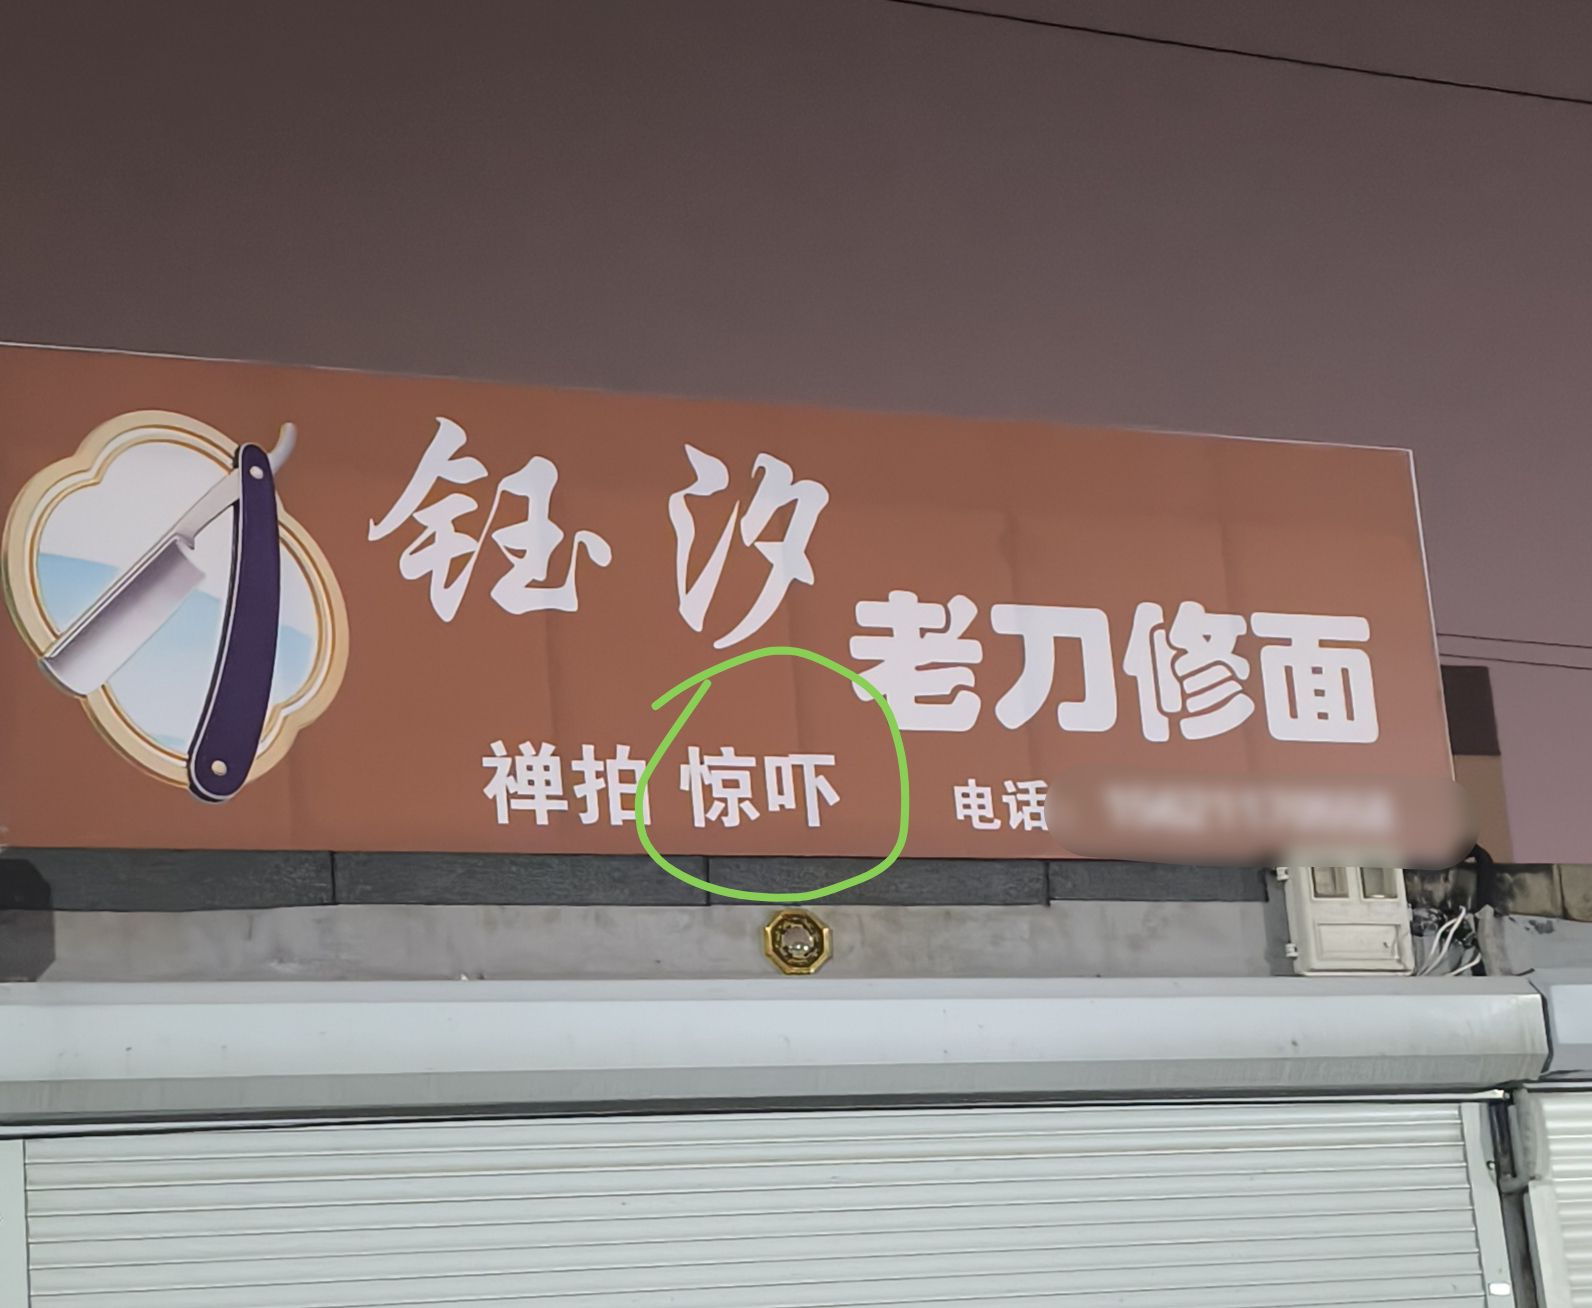 钰汐
老刀修面
禅拍 惊吓
电话